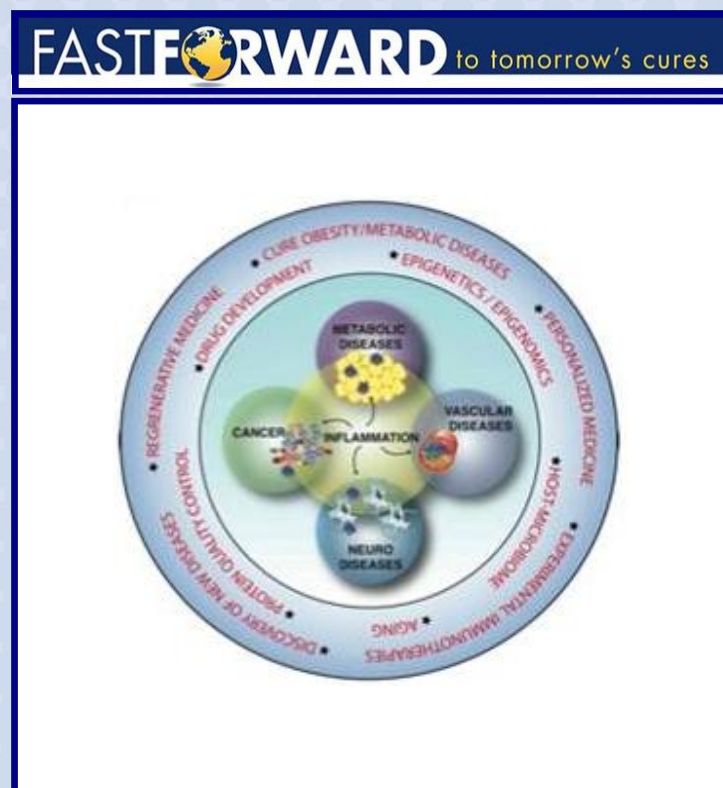 FASTFORWARD to tomorrow's cures
• CURE OBESITY/METABOLIC DISEASES
• PERSONALIZED MEDICINE
• EXPERIMENTAL IMMUNOTHERAPIES
• DISCOVERY OF NEW DISEASES
• REGRENERATIVE MEDICINE
• DRUG DEVELOPMENT
• EPIGENETICS / EPIGENOMICS
• HOST-MICROBIOME
• AGING
• PROTEIN QUALITY CONTROL
METABOLIC
DISEASES
CANCER
INFLAMMATION
VASCULAR
DISEASES
NEURO
DISEASES